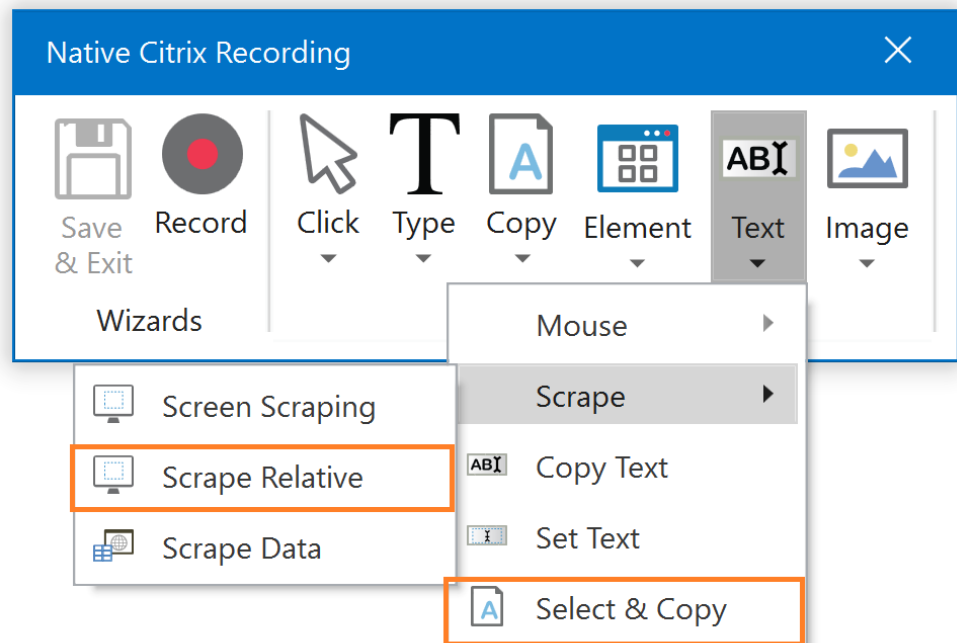 Native Citrix Recording
Save
& Exit
Record
Click
Type
Copy
Element
ABI
Text
Image
Wizards
Mouse
Scrape
Screen Scraping
Scrape Relative
Scrape Data
ABI
Copy Text
Set Text
Select & Copy